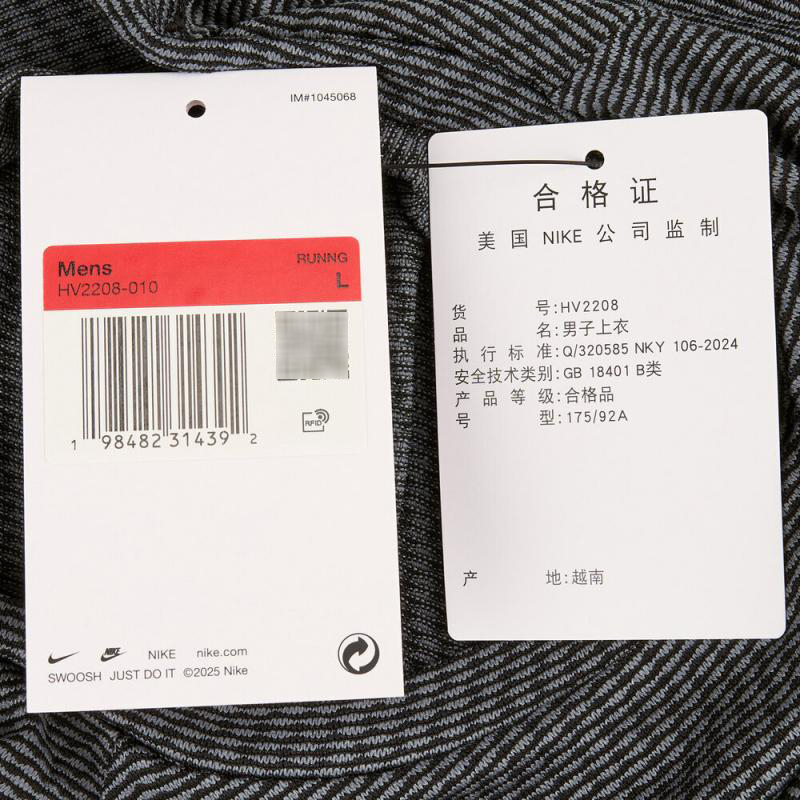 IM#1045068
Mens RUNNG
HV2208-010 L
1 98482 31439 2
RFID
NIKE nike.com
SWOOSH JUST DO IT ©2025 Nike
合格证
美国 NIKE 公司监制
货号:HV2208
品名:男子上衣
执行标准:Q/320585 NKY 106-2024
安全技术类别:GB 18401 B类
产品等级:合格品
号型:175/92A
产地:越南